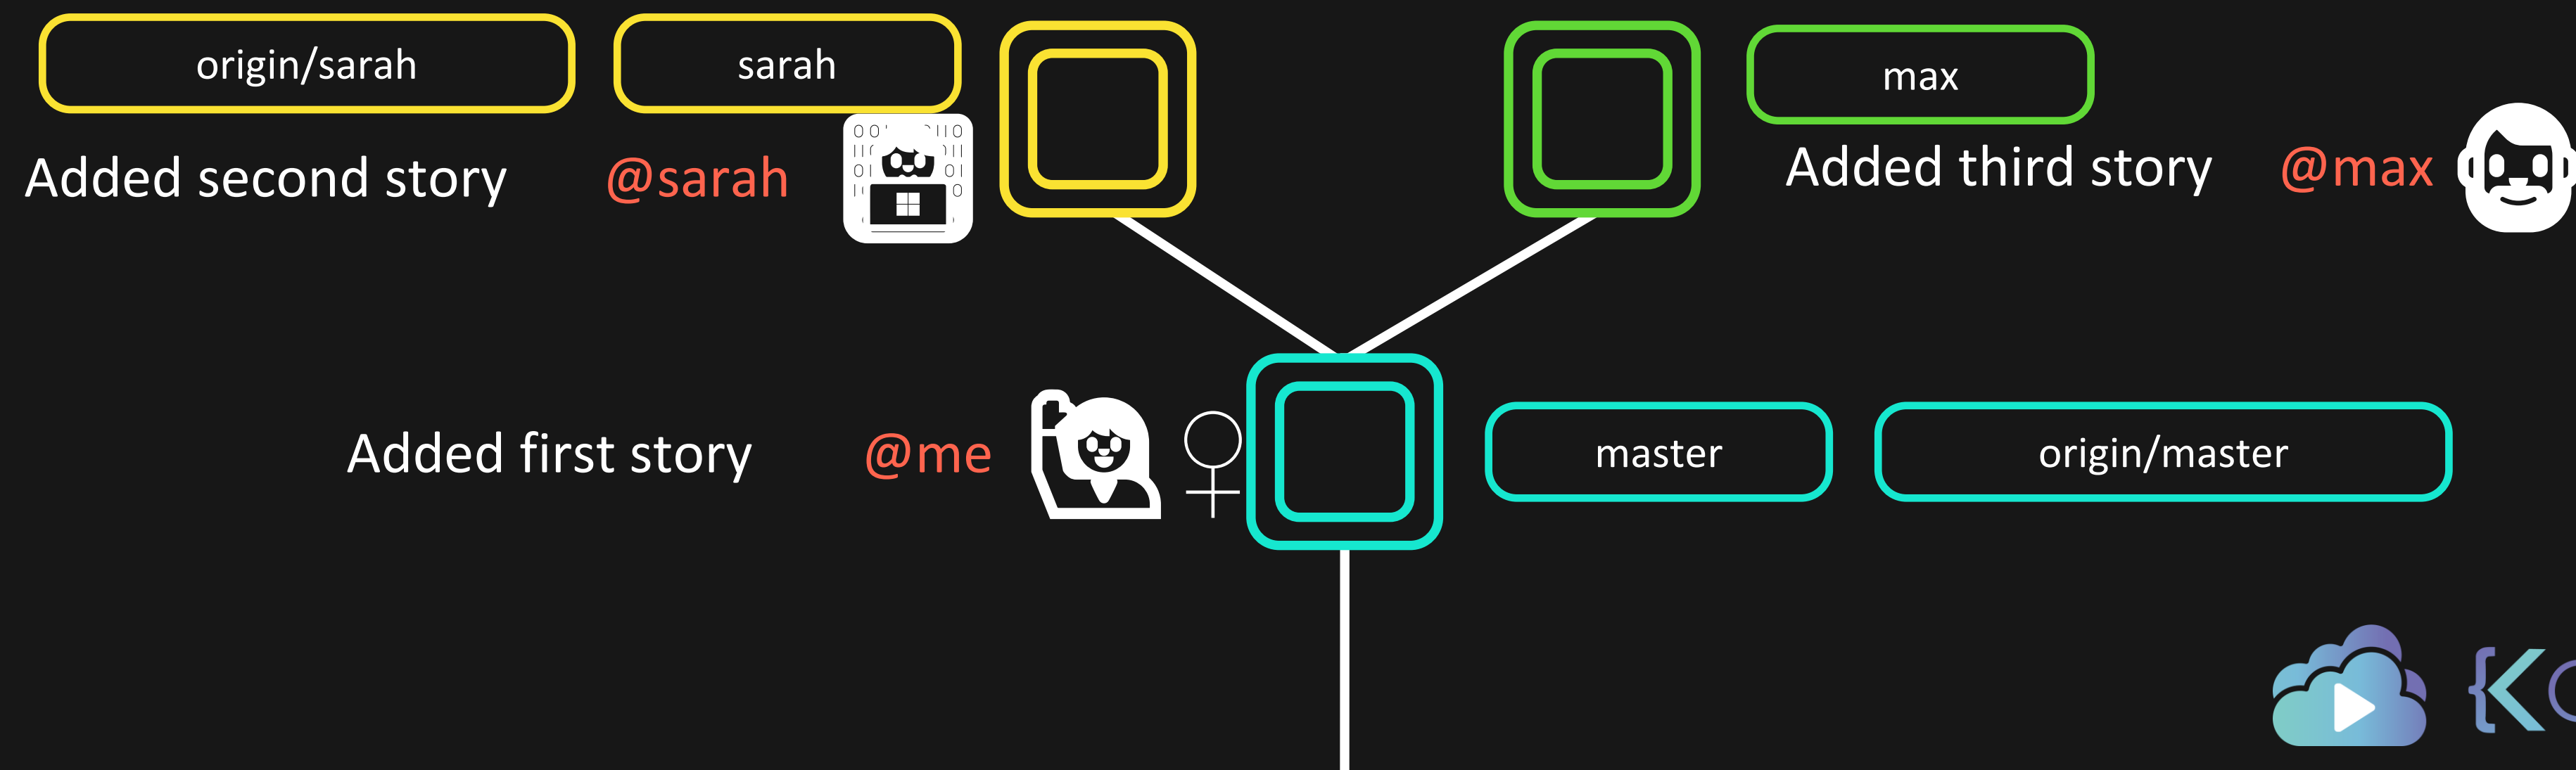 origin/sarah
sarah
max
Added second story @sarah
Added third story @max
Added first story @me
master
origin/master
{K